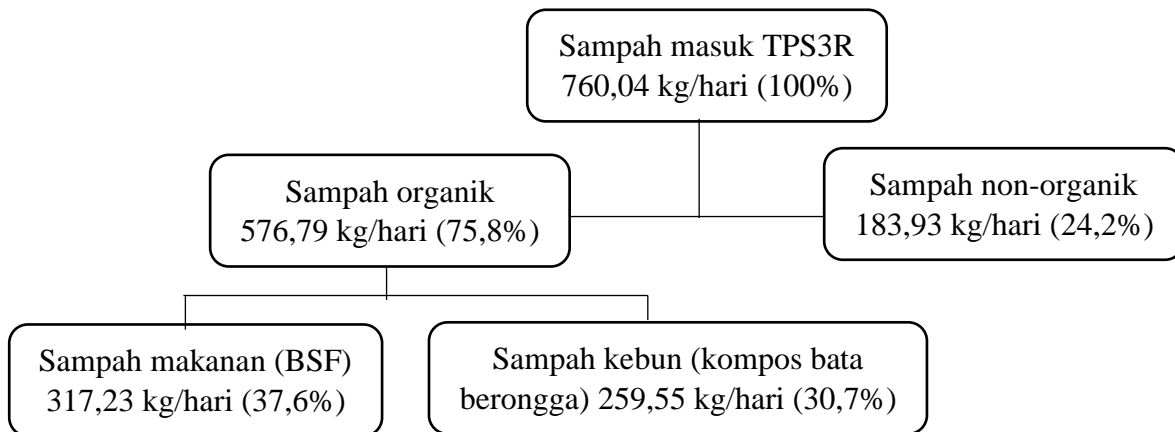 Sampah masuk TPS3R
760,04 kg/hari (100%)
Sampah organik
576,79 kg/hari (75,8%)
Sampah non-organik
183,93 kg/hari (24,2%)
Sampah makanan (BSF)
317,23 kg/hari (37,6%)
Sampah kebun (kompos bata
berongga) 259,55 kg/hari (30,7%)